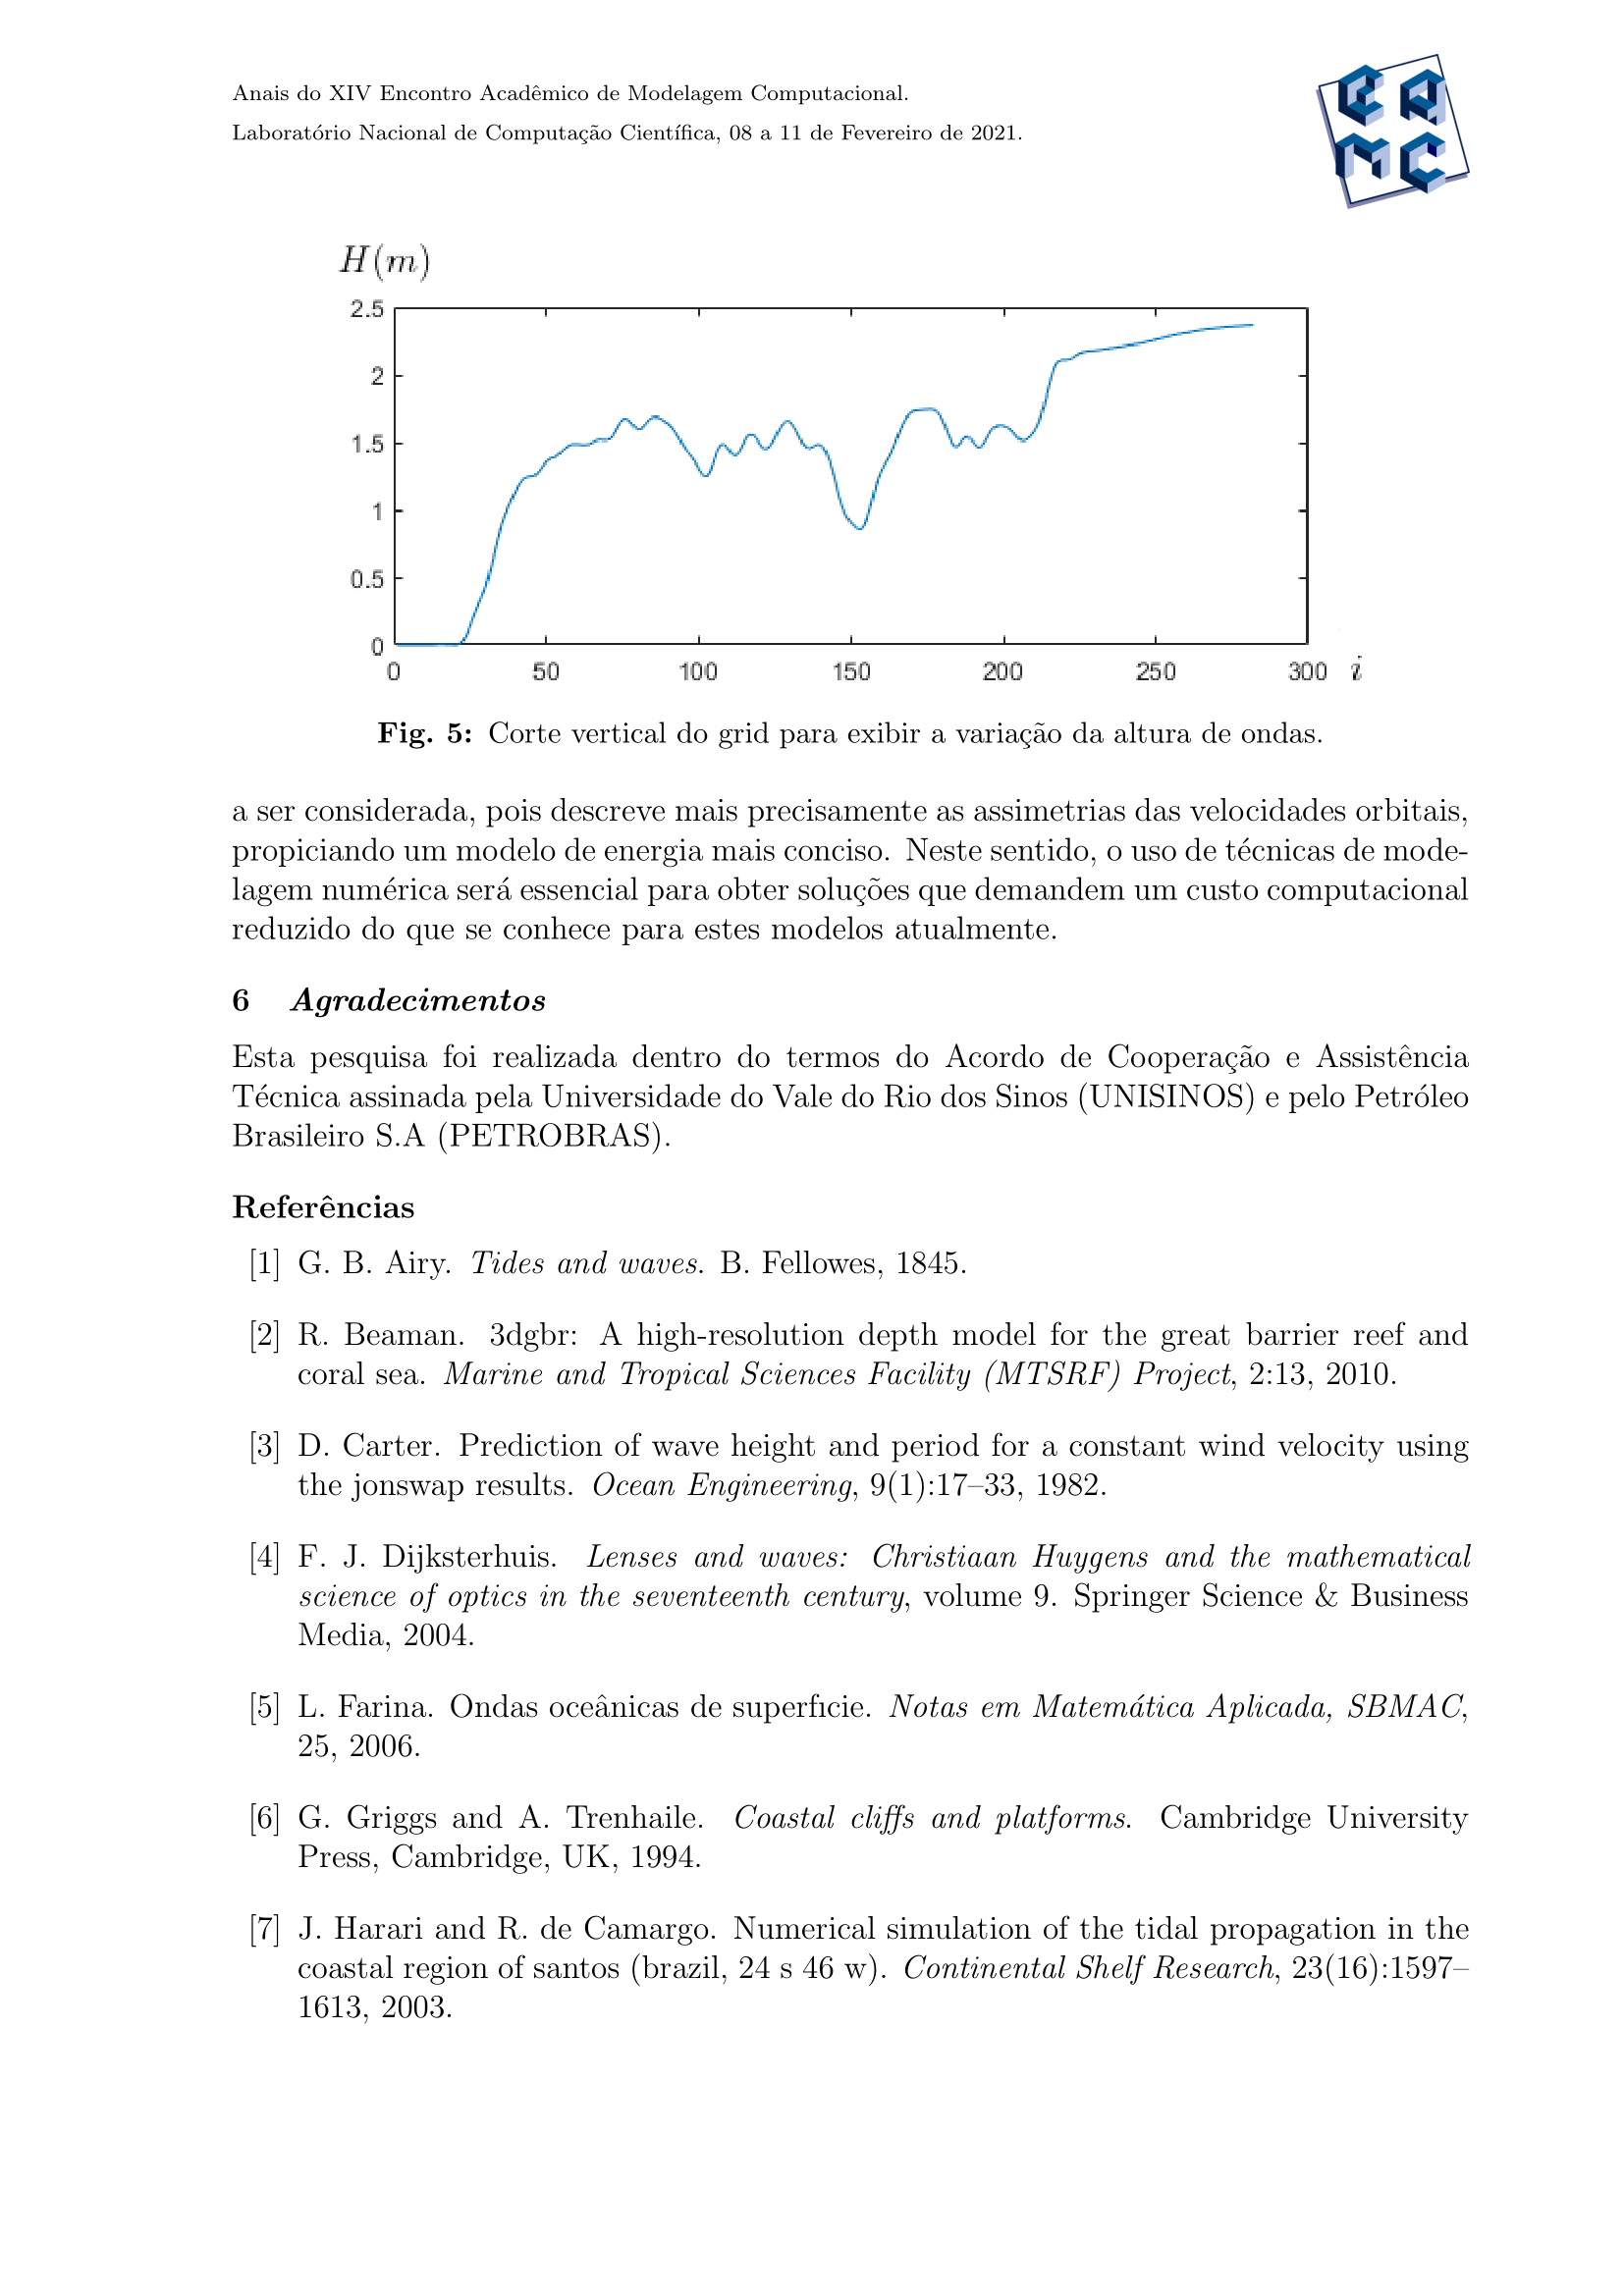 Anais do XIV Encontro Acadêmico de Modelagem Computacional.
Laboratório Nacional de Computação Científica, 08 a 11 de Fevereiro de 2021.
EAMC
H(m)
2.5
2
1.5
1
0.5
0
0 50 100 150 200 250 300 i
Fig. 5: Corte vertical do grid para exibir a variação da altura de ondas.
a ser considerada, pois descreve mais precisamente as assimetrias das velocidades orbitais,
propiciando um modelo de energia mais conciso. Neste sentido, o uso de técnicas de mode-
lagem numérica será essencial para obter soluções que demandem um custo computacional
reduzido do que se conhece para estes modelos atualmente.
6 Agradecimentos
Esta pesquisa foi realizada dentro do termos do Acordo de Cooperação e Assistência
Técnica assinada pela Universidade do Vale do Rio dos Sinos (UNISINOS) e pelo Petróleo
Brasileiro S.A (PETROBRAS).
Referências
[1] G. B. Airy. Tides and waves. B. Fellowes, 1845.
[2] R. Beaman. 3dgbr: A high-resolution depth model for the great barrier reef and
coral sea. Marine and Tropical Sciences Facility (MTSRF) Project, 2:13, 2010.
[3] D. Carter. Prediction of wave height and period for a constant wind velocity using
the jonswap results. Ocean Engineering, 9(1):17–33, 1982.
[4] F. J. Dijksterhuis. Lenses and waves: Christiaan Huygens and the mathematical
science of optics in the seventeenth century, volume 9. Springer Science & Business
Media, 2004.
[5] L. Farina. Ondas oceânicas de superfıcie. Notas em Matemática Aplicada, SBMAC,
25, 2006.
[6] G. Griggs and A. Trenhaile. Coastal cliffs and platforms. Cambridge University
Press, Cambridge, UK, 1994.
[7] J. Harari and R. de Camargo. Numerical simulation of the tidal propagation in the
coastal region of santos (brazil, 24 s 46 w). Continental Shelf Research, 23(16):1597–
1613, 2003.